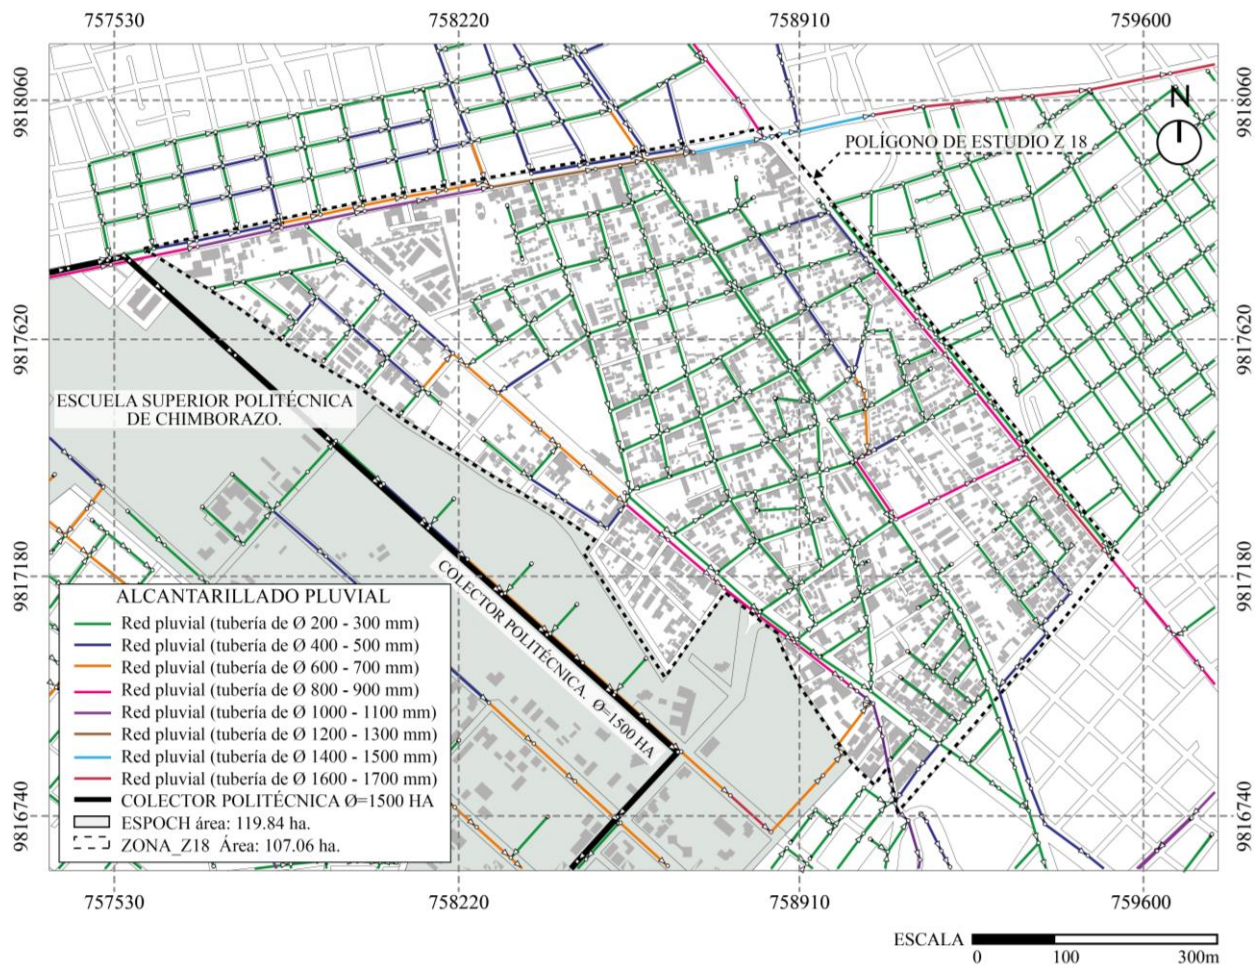 757530 758220 758910 759600
9818060 9818060
N
POLÍGONO DE ESTUDIO Z 18
9817620 9817620
ESCUELA SUPERIOR POLITÉCNICA
DE CHIMBORAZO.
COLECTOR POLITÉCNICA. Ø=1500 HA
9817180 9817180
ALCANTARILLADO PLUVIAL
Red pluvial (tubería de Ø 200 - 300 mm)
Red pluvial (tubería de Ø 400 - 500 mm)
Red pluvial (tubería de Ø 600 - 700 mm)
Red pluvial (tubería de Ø 800 - 900 mm)
Red pluvial (tubería de Ø 1000 - 1100 mm)
Red pluvial (tubería de Ø 1200 - 1300 mm)
Red pluvial (tubería de Ø 1400 - 1500 mm)
Red pluvial (tubería de Ø 1600 - 1700 mm)
COLECTOR POLITÉCNICA Ø=1500 HA
ESPOCH área: 119.84 ha.
ZONA_Z18 Área: 107.06 ha.
9816740 9816740
757530 758220 758910 759600
ESCALA
0 100 300m